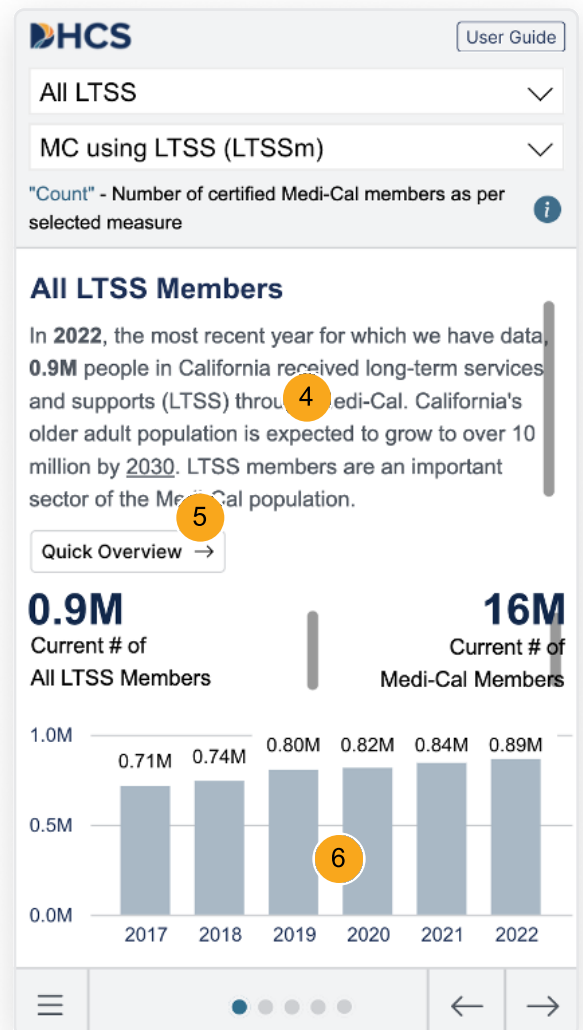 DHCS
User Guide
All LTSS
MC using LTSS (LTSSm)
"Count" - Number of certified Medi-Cal members as per
selected measure
i
All LTSS Members
In 2022, the most recent year for which we have data,
0.9M people in California received long-term services
and supports (LTSS) throu 4 edi-Cal. California's
older adult population is expected to grow to over 10
million by 2030. LTSS members are an important
sector of the Medi-Cal population.
5
Quick Overview →
0.9M
Current # of
All LTSS Members
16M
Current # of
Medi-Cal Members
1.0M
0.5M
0.0M
0.71M 0.74M 0.80M 0.82M 0.84M 0.89M
6
2017 2018 2019 2020 2021 2022